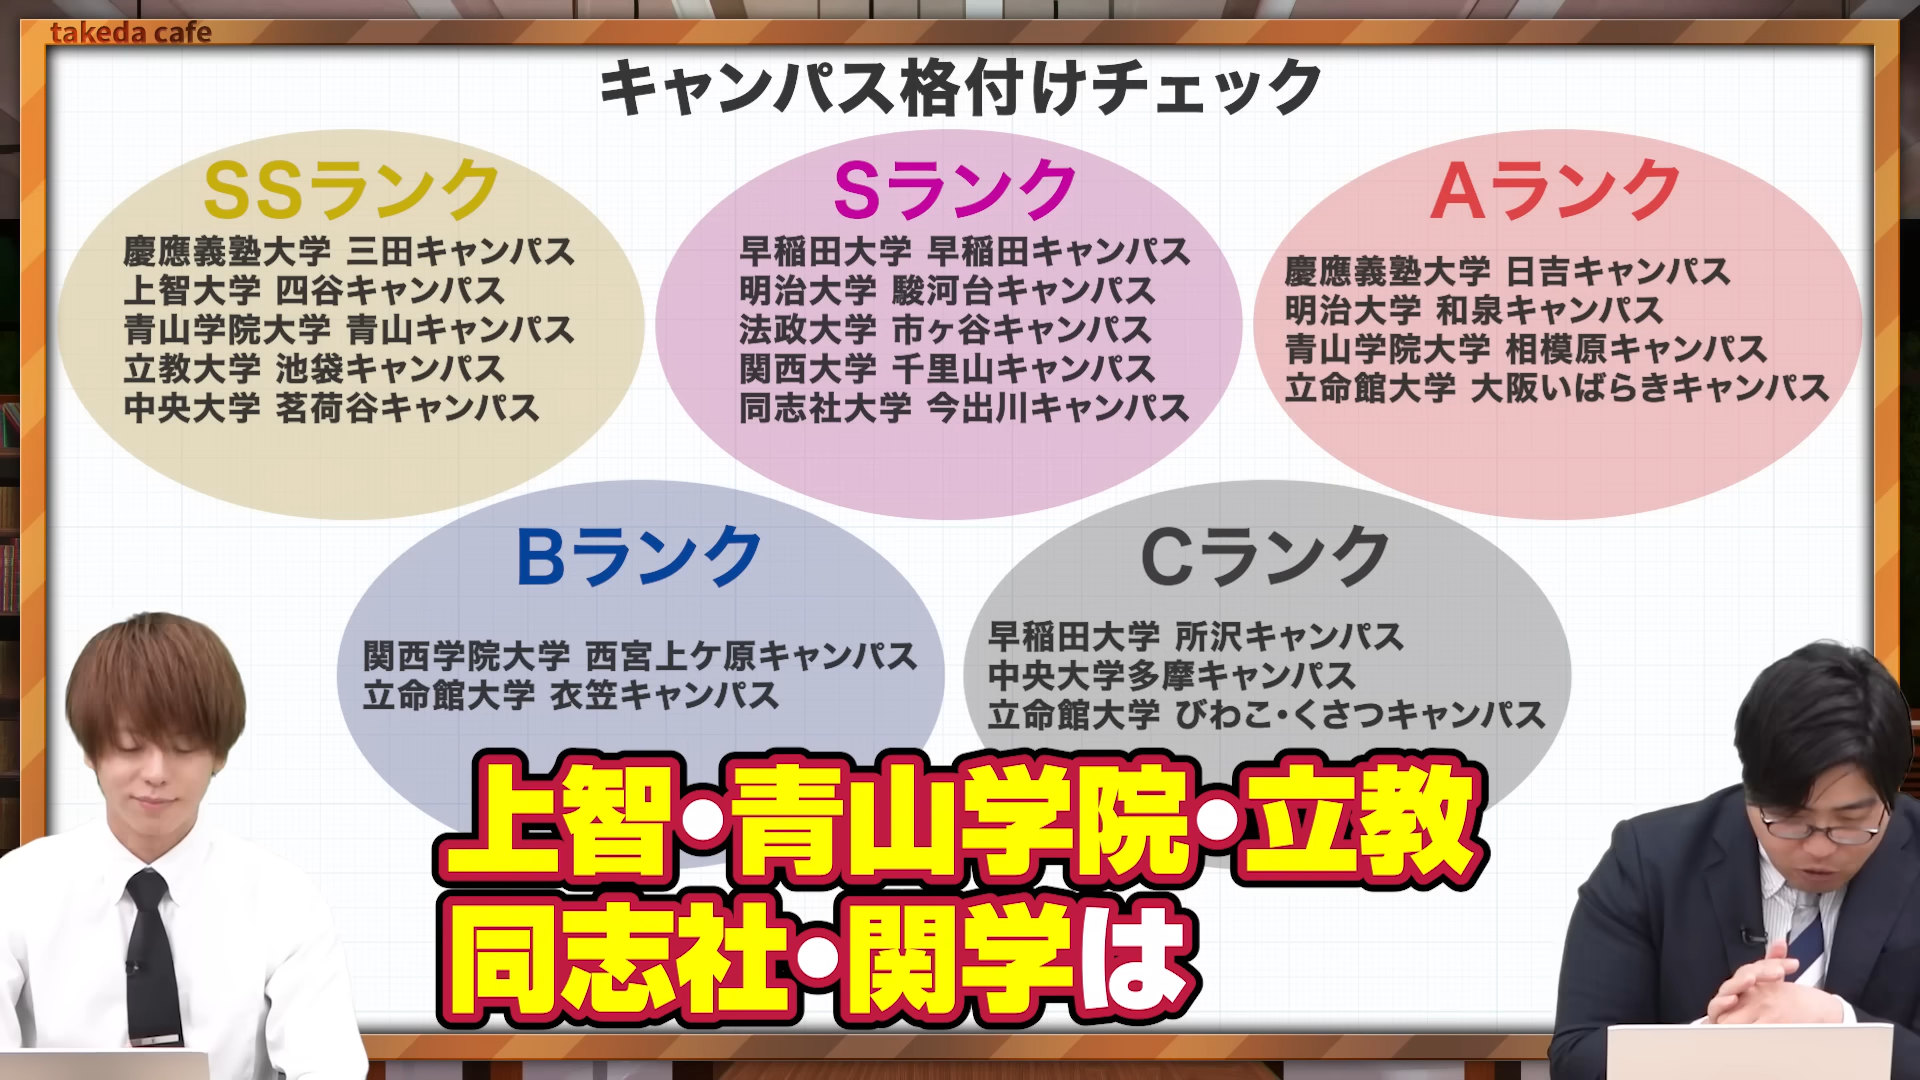 takeda cafe
キャンパス格付けチェック
SSランク
慶應義塾大学 三田キャンパス
上智大学 四谷キャンパス
青山学院大学 青山キャンパス
立教大学 池袋キャンパス
中央大学 茗荷谷キャンパス
Sランク
早稲田大学 早稲田キャンパス
明治大学 駿河台キャンパス
法政大学 市ヶ谷キャンパス
関西大学 千里山キャンパス
同志社大学 今出川キャンパス
Aランク
慶應義塾大学 日吉キャンパス
明治大学 和泉キャンパス
青山学院大学 相模原キャンパス
立命館大学 大阪いばらきキャンパス
Bランク
関西学院大学 西宮上ケ原キャンパス
立命館大学 衣笠キャンパス
Cランク
早稲田大学 所沢キャンパス
中央大学多摩キャンパス
立命館大学 びわこ・くさつキャンパス
上智・青山学院・立教
同志社・関学は